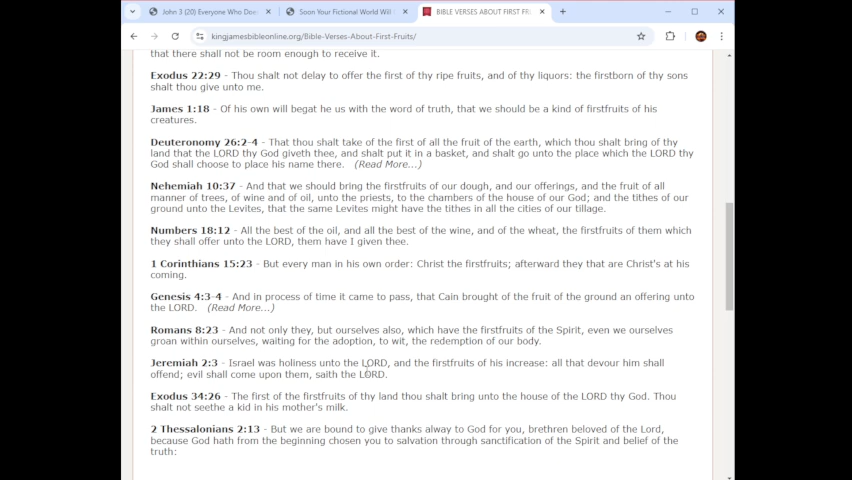 John 3 (20) Everyone Who Doe
Soon Your Fictional World Will
BIBLE VERSES ABOUT FIRST FR
kingjamesbibleonline.org/Bible-Verses-About-First-Fruits/
that there shall not be room enough to receive it.
Exodus 22:29 - Thou shalt not delay to offer the first of thy ripe fruits, and of thy liquors: the firstborn of thy sons
shalt thou give unto me.
James 1:18 - Of his own will begat he us with the word of truth, that we should be a kind of firstfruits of his
creatures.
Deuteronomy 26:2-4 - That thou shalt take of the first of all the fruit of the earth, which thou shalt bring of thy
land that the LORD thy God giveth thee, and shalt put it in a basket, and shalt go unto the place which the LORD thy
God shall choose to place his name there. (Read More...)
Nehemiah 10:37 - And that we should bring the firstfruits of our dough, and our offerings, and the fruit of all
manner of trees, of wine and of oil, unto the priests, to the chambers of the house of our God; and the tithes of our
ground unto the Levites, that the same Levites might have the tithes in all the cities of our tillage.
Numbers 18:12 - All the best of the oil, and all the best of the wine, and of the wheat, the firstfruits of them which
they shall offer unto the LORD, them have I given thee.
1 Corinthians 15:23 - But every man in his own order: Christ the firstfruits; afterward they that are Christ's at his
coming.
Genesis 4:3-4 - And in process of time it came to pass, that Cain brought of the fruit of the ground an offering unto
the LORD. (Read More...)
Romans 8:23 - And not only they, but ourselves also, which have the firstfruits of the Spirit, even we ourselves
groan within ourselves, waiting for the adoption, to wit, the redemption of our body.
Jeremiah 2:3 - Israel was holiness unto the LORD, and the firstfruits of his increase: all that devour him shall
offend; evil shall come upon them, saith the LORD.
Exodus 34:26 - The first of the firstfruits of thy land thou shalt bring unto the house of the LORD thy God. Thou
shalt not seethe a kid in his mother's milk.
2 Thessalonians 2:13 - But we are bound to give thanks alway to God for you, brethren beloved of the Lord,
because God hath from the beginning chosen you to salvation through sanctification of the Spirit and belief of the
truth: